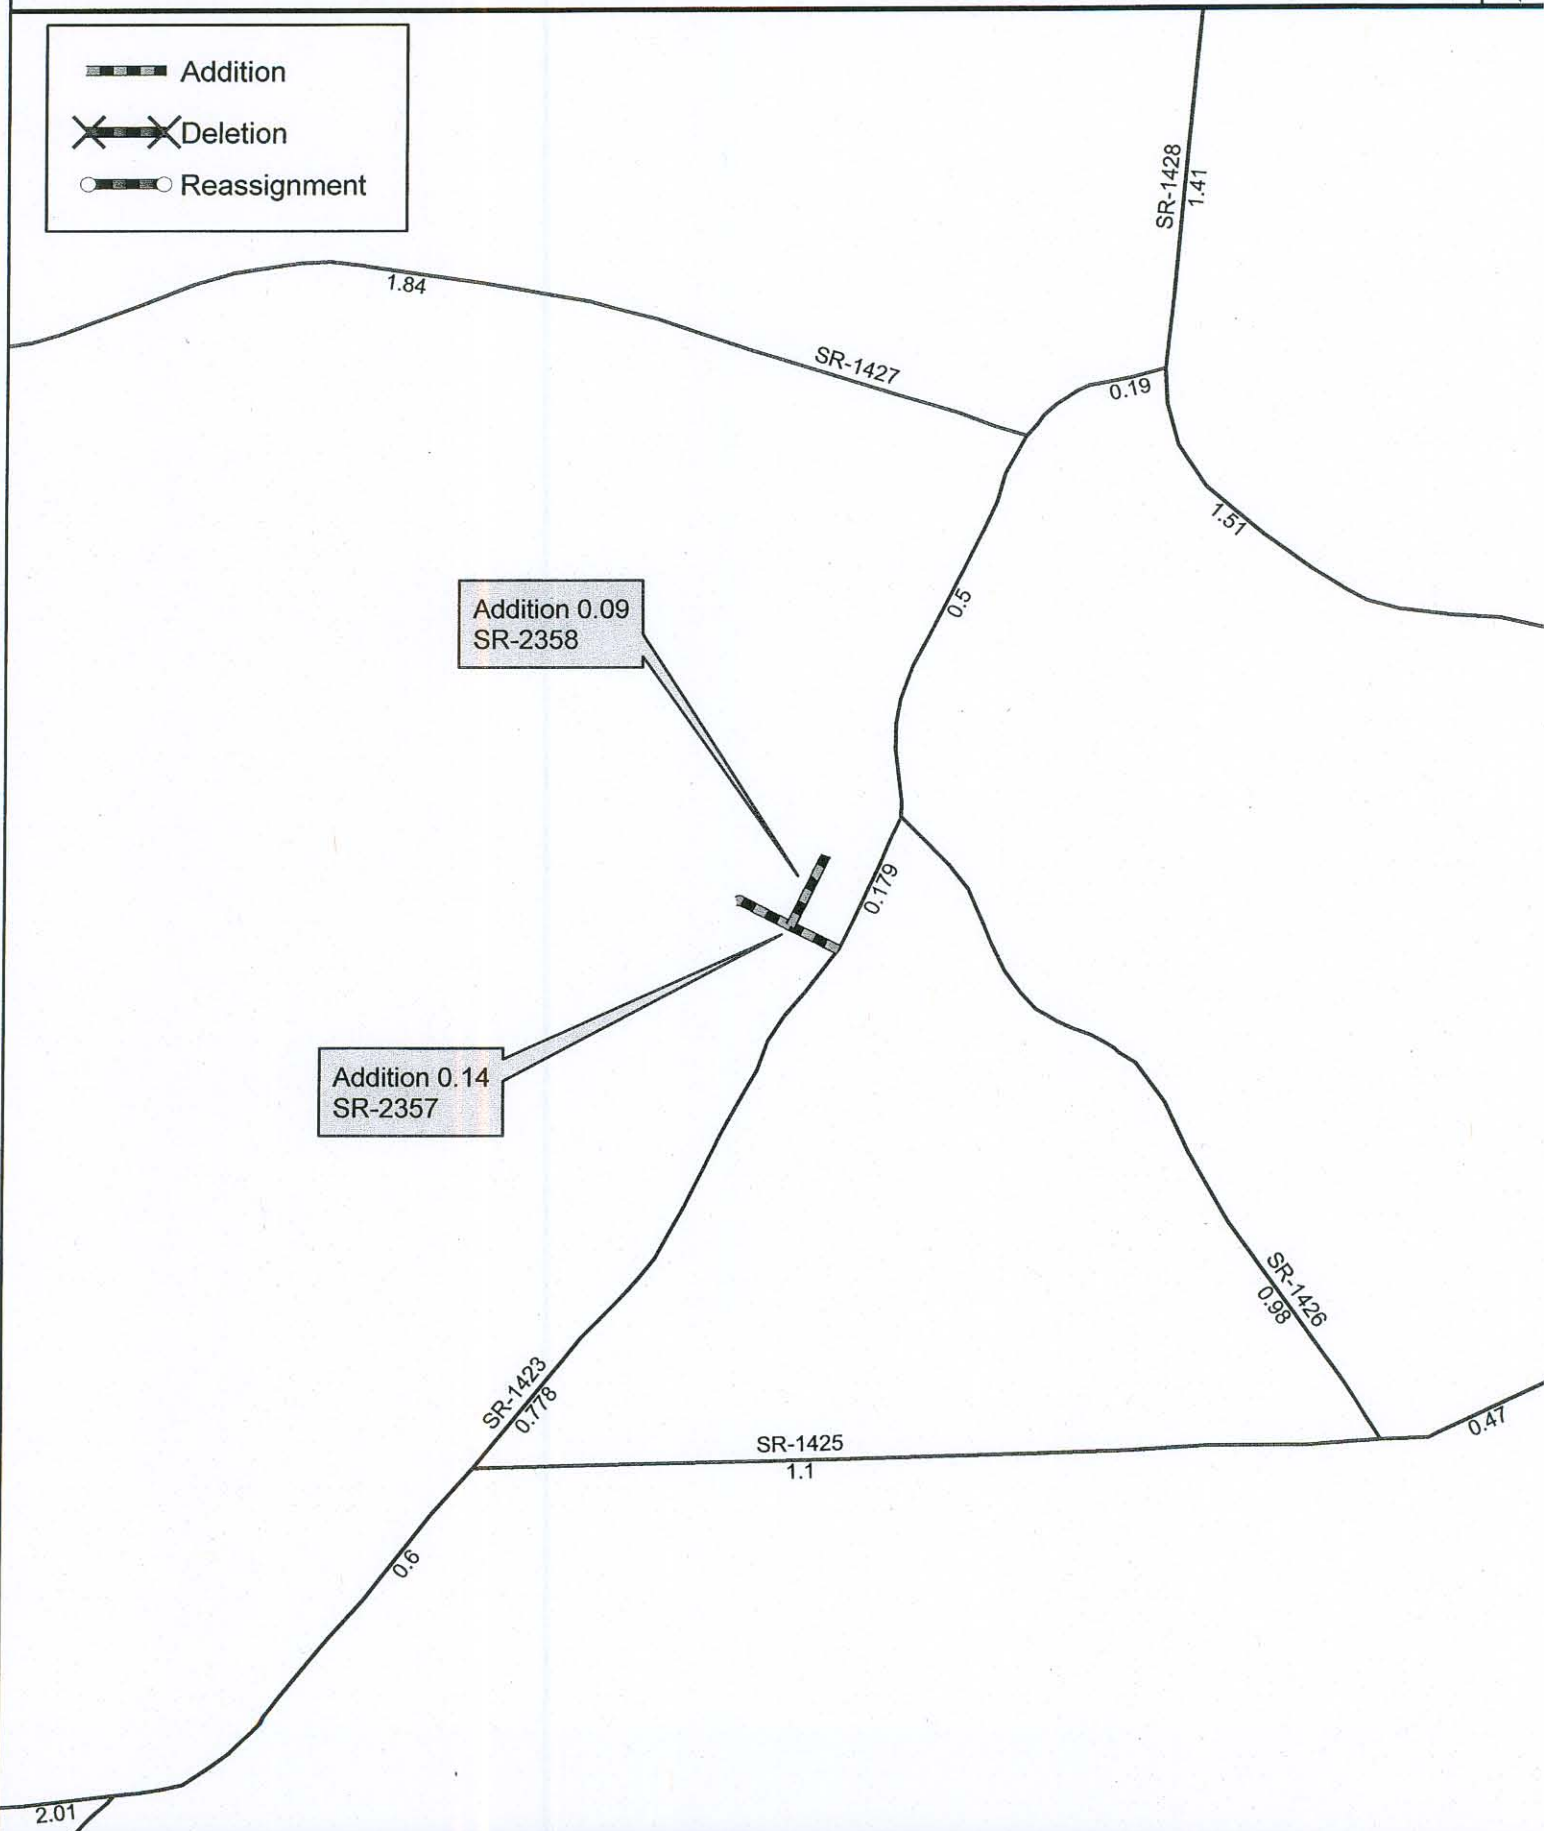 Addition
Deletion
Reassignment
SR-1428
1.41
1.84
SR-1427
0.19
1.51
0.5
Addition 0.09
SR-2358
0.179
Addition 0.14
SR-2357
SR-1426
0.98
SR-1423
0.778
SR-1425
1.1
0.47
0.6
2.01